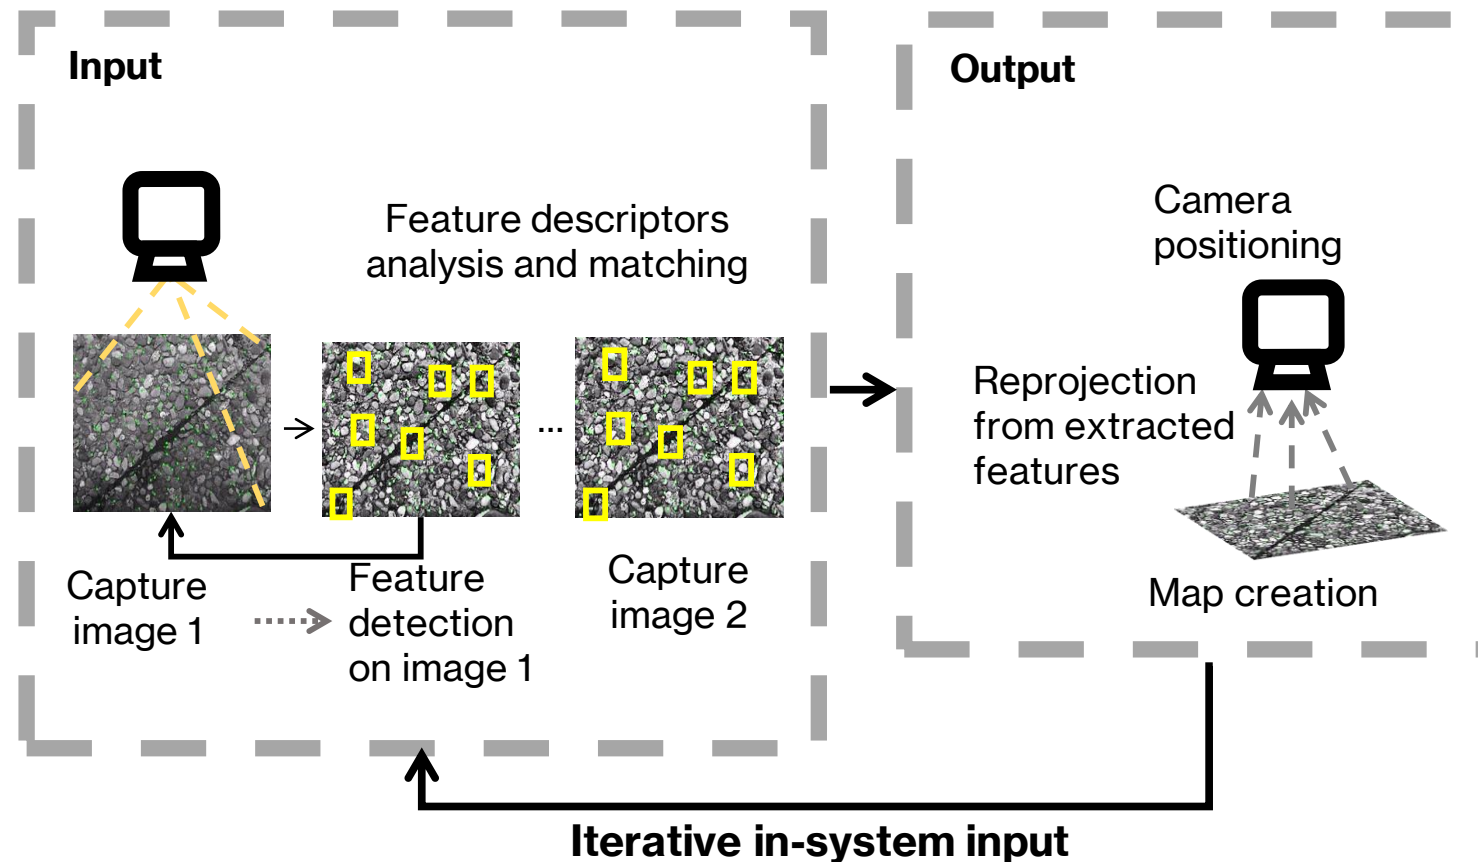 Input
Feature descriptors
analysis and matching
...
Capture
image 1
Feature
detection
on image 1
Capture
image 2
Output
Camera
positioning
Reprojection
from extracted
features
Map creation
Iterative in-system input